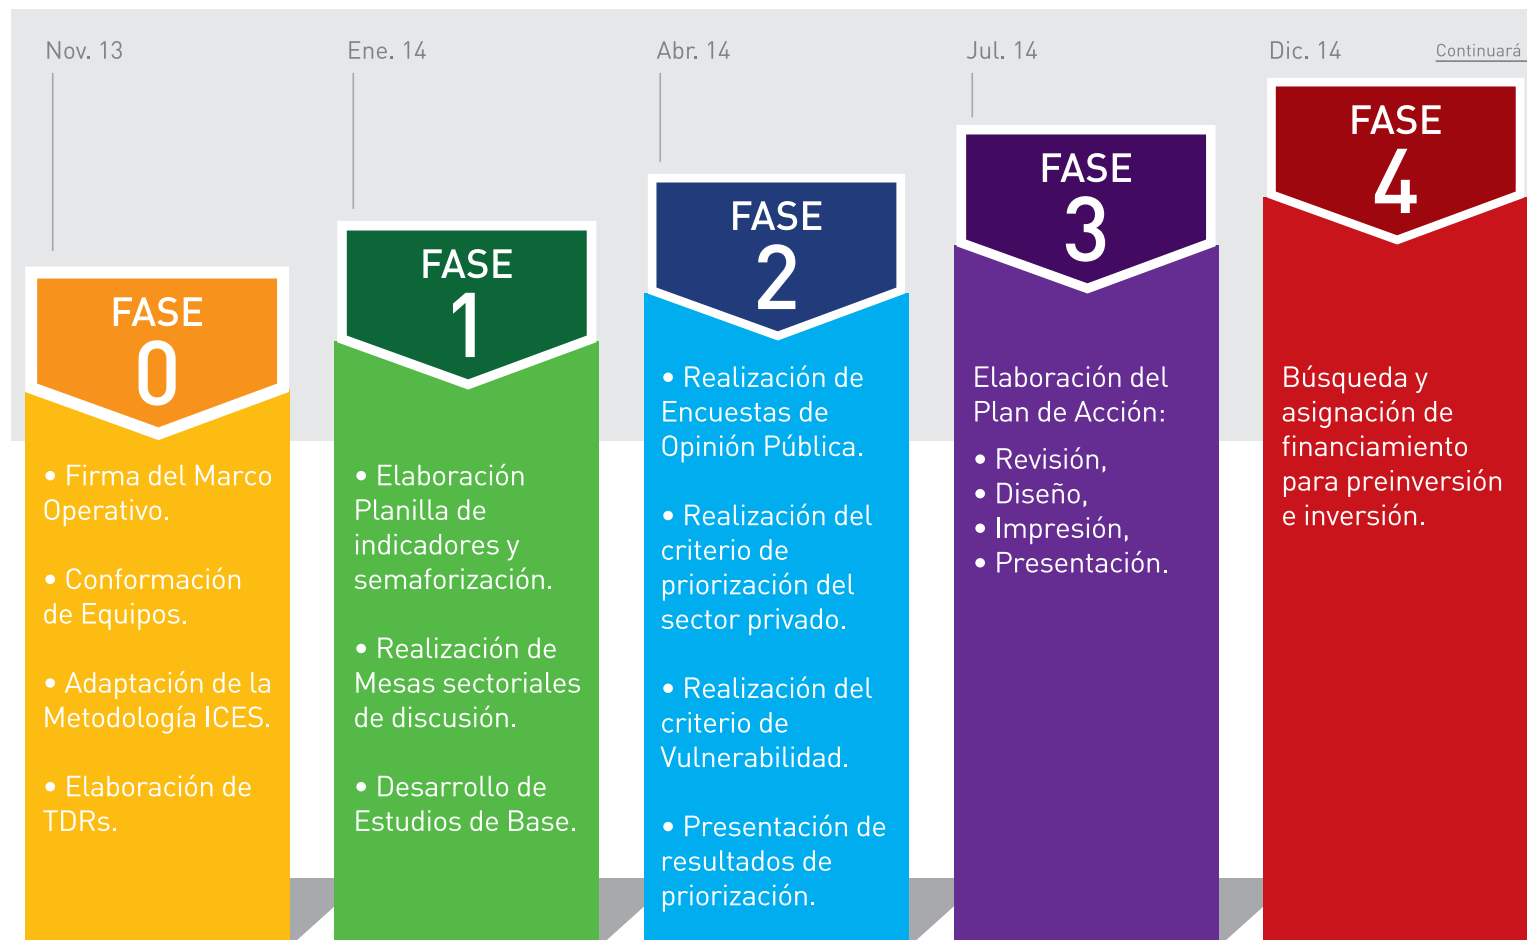 Nov. 13
Ene. 14
Abr. 14
Jul. 14
Dic. 14
Continuará
FASE
0
• Firma del Marco
Operativo.
• Conformación
de Equipos.
• Adaptación de la
Metodología ICES.
• Elaboración de
TDRs.
FASE
1
• Elaboración
Planilla de
indicadores y
semaforización.
• Realización de
Mesas sectoriales
de discusión.
• Desarrollo de
Estudios de Base.
FASE
2
• Realización de
Encuestas de
Opinión Pública.
• Realización del
criterio de
priorización del
sector privado.
• Realización del
criterio de
Vulnerabilidad.
• Presentación de
resultados de
priorización.
FASE
3
Elaboración del
Plan de Acción:
• Revisión,
• Diseño,
• Impresión,
• Presentación.
FASE
4
Búsqueda y
asignación de
financiamiento
para preinversión
e inversión.